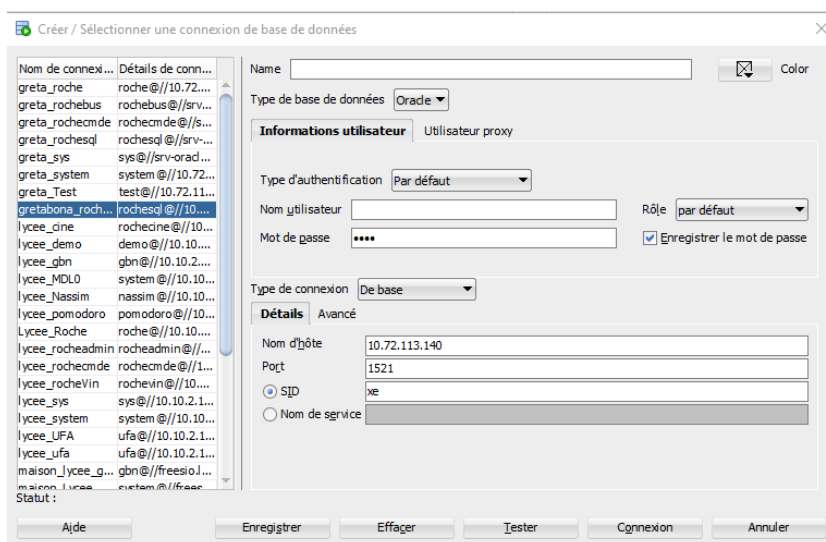 Créer / Sélectionner une connexion de base de données
Nom de connexi... Détails de conn...
greta_roche roche@//10.72....
greta_rochebus rochebus@//srv...
greta_rochecmde rochecmde@//s...
greta_rochesql rochesql@//srv-...
greta_sys sys@//srv-oracl...
greta_system system@//10.72...
greta_Test test@//10.72.11...
gretabona_roch... rochesql@//10....
lycee_cine rochecine@//10...
lycee_demo demo@//10.10....
lycee_gbn gbn@//10.10.2....
lycee_MDL0 system@//10.10...
lycee_Nassim nassim@//10.10...
lycee_pomodoro pomodoro@//10...
Lycee_Roche roche@//10.10....
lycee_rocheadmin rocheadmin@//...
lycee_rochecmde rochecmde@//1...
lycee_rocheVin rochevin@//10....
lycee_sys sys@//10.10.2.1...
lycee_system system@//10.10...
lycee_UFA ufa@//10.10.2.1...
lycee_ufa ufa@//10.10.2.1...
maison_lycee_g... gbn@//freesio.l...
Statut :
Name
Color
Type de base de données Oracle
Informations utilisateur Utilisateur proxy
Type d'authentification Par défaut
Nom utilisateur Rôle par défaut
Mot de passe •••• Enregistrer le mot de passe
Type de connexion De base
Détails Avancé
Nom d'hôte 10.72.113.140
Port 1521
SID xe
Nom de service
Aide Enregistrer Effacer Tester Connexion Annuler